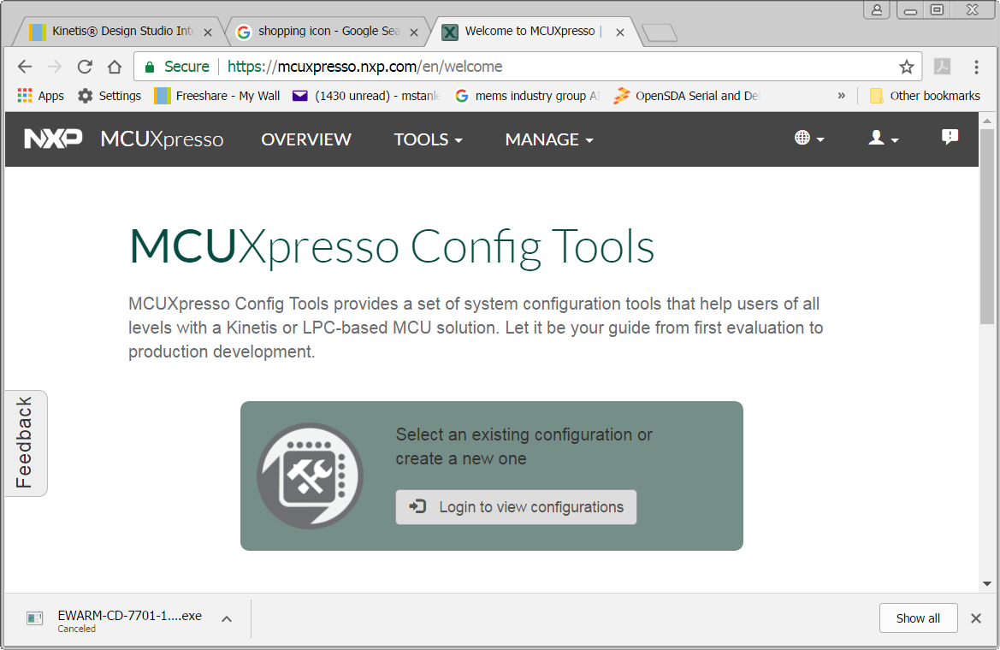 Kinetis® Design Studio Int
shopping icon - Google Sea
Welcome to MCUXpresso |
Secure
https://mcuxpresso.nxp.com/en/welcome
Apps
Settings
Freeshare - My Wall
(1430 unread) - mstanl
mems industry group A
OpenSDA Serial and De
»
Other bookmarks
NXP MCUXpresso OVERVIEW TOOLS MANAGE
MCUXpresso Config Tools
MCUXpresso Config Tools provides a set of system configuration tools that help users of all
levels with a Kinetis or LPC-based MCU solution. Let it be your guide from first evaluation to
production development.
Feedback
Select an existing configuration or
create a new one
Login to view configurations
EWARM-CD-7701-1....exe
Canceled
Show all